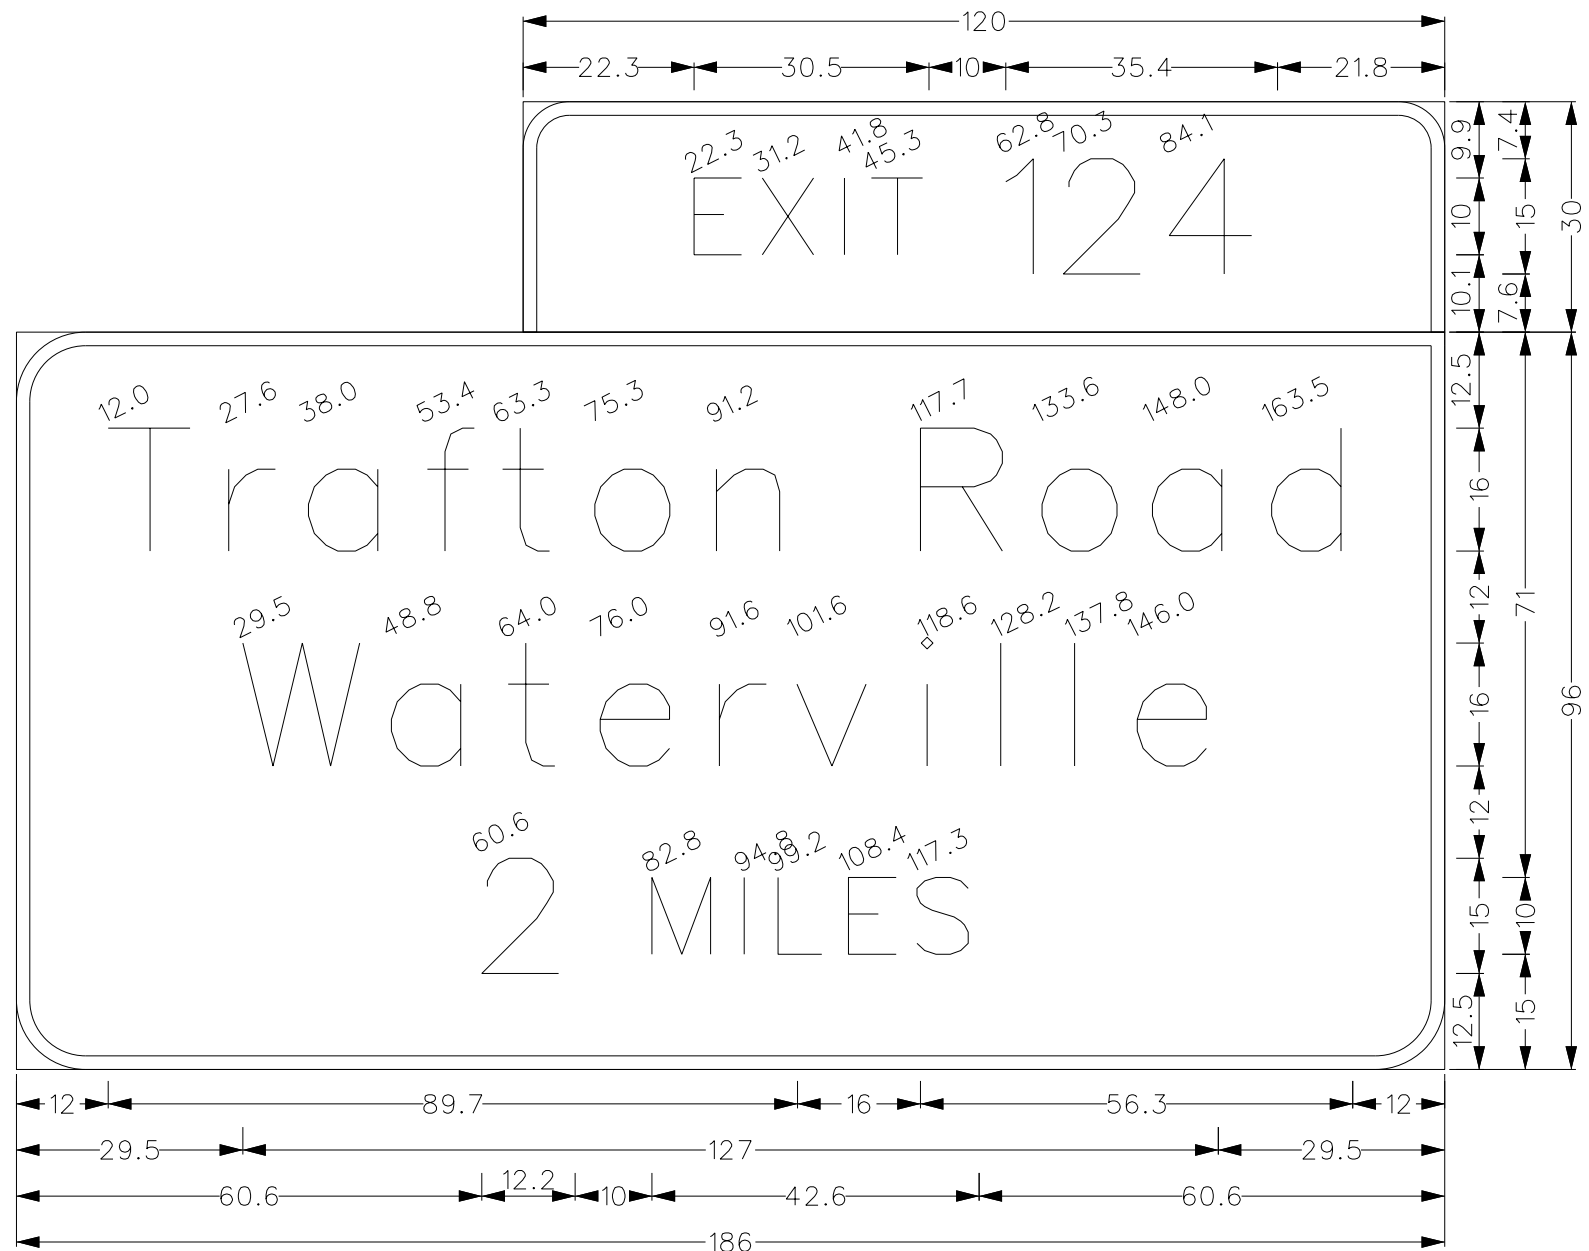 120
22.3 30.5 10 35.4 21.8
22.3 31.2 41.8 45.3 62.8 70.3 84.1
EXIT 124
9.9 10 10.1
7.4 15 7.6
30
12.0 27.6 38.0 53.4 63.3 75.3 91.2 117.7 133.6 148.0 163.5
Trafton Road
29.5 48.8 64.0 76.0 91.6 101.6 118.6 128.2 137.8 146.0
Waterville
60.6 82.8 94.8 99.2 108.4 117.3
2 MILES
12.5 16 12 16 12 15 12.5
71 10 15
96
12 89.7 16 56.3 12
29.5 127 29.5
60.6 12.2 10 42.6 60.6
186